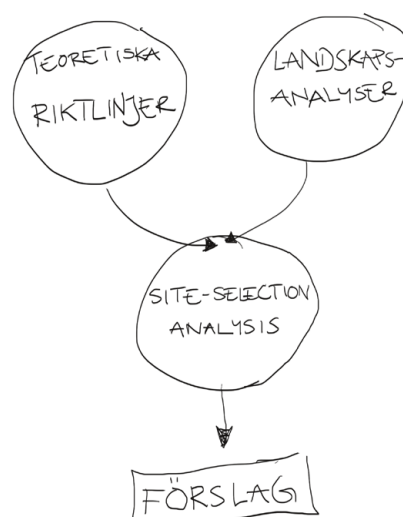 TEORETISKA
RIKTLINJER
LANDSKAPS-
ANALYSER
SITE-SELECTION
ANALYSIS
FÖRSLAG